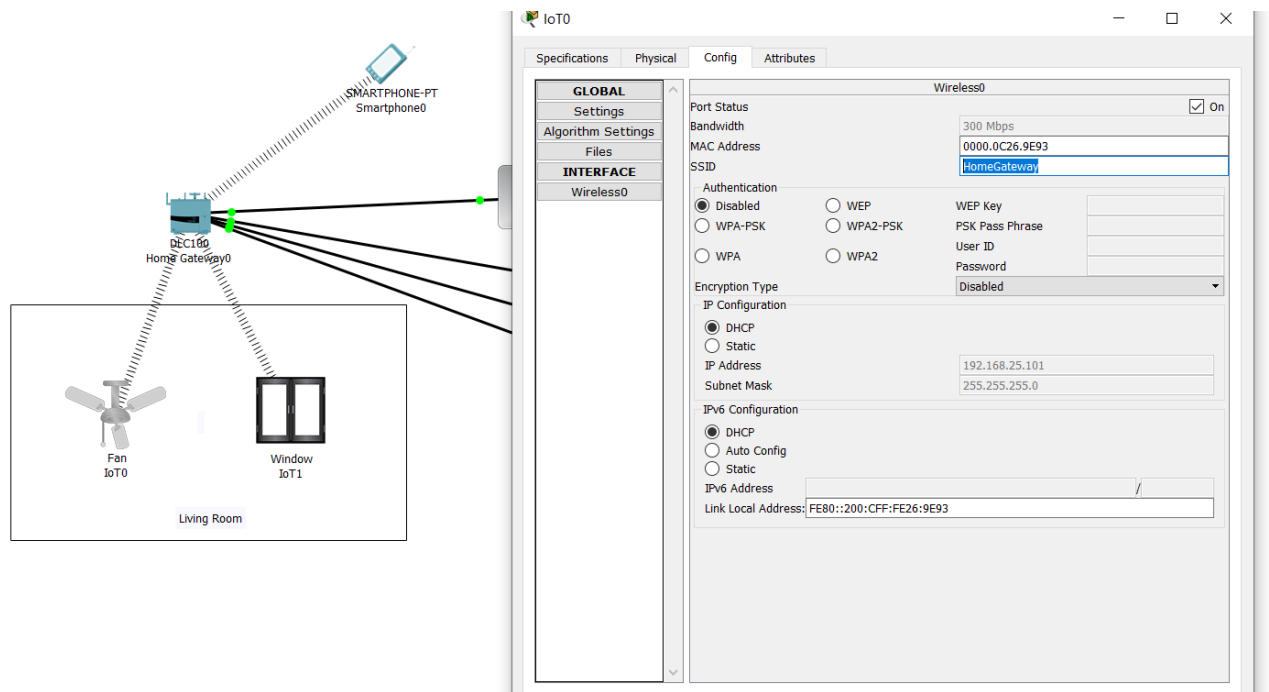 SMARTPHONE-PT
Smartphone0
DLC100
Home Gateway0
Fan
IoT0
Window
IoT1
Living Room
IoT0
Specifications Physical Config Attributes
GLOBAL
Settings
Algorithm Settings
Files
INTERFACE
Wireless0
Wireless0
Port Status On
Bandwidth 300 Mbps
MAC Address 0000.0C26.9E93
SSID HomeGateway
Authentication
Disabled WEP WEP Key
WPA-PSK WPA2-PSK PSK Pass Phrase
User ID
WPA WPA2
Password
Encryption Type Disabled
IP Configuration
DHCP
Static
IP Address 192.168.25.101
Subnet Mask 255.255.255.0
IPv6 Configuration
DHCP
Auto Config
Static
IPv6 Address /
Link Local Address: FE80::200:CFF:FE26:9E93